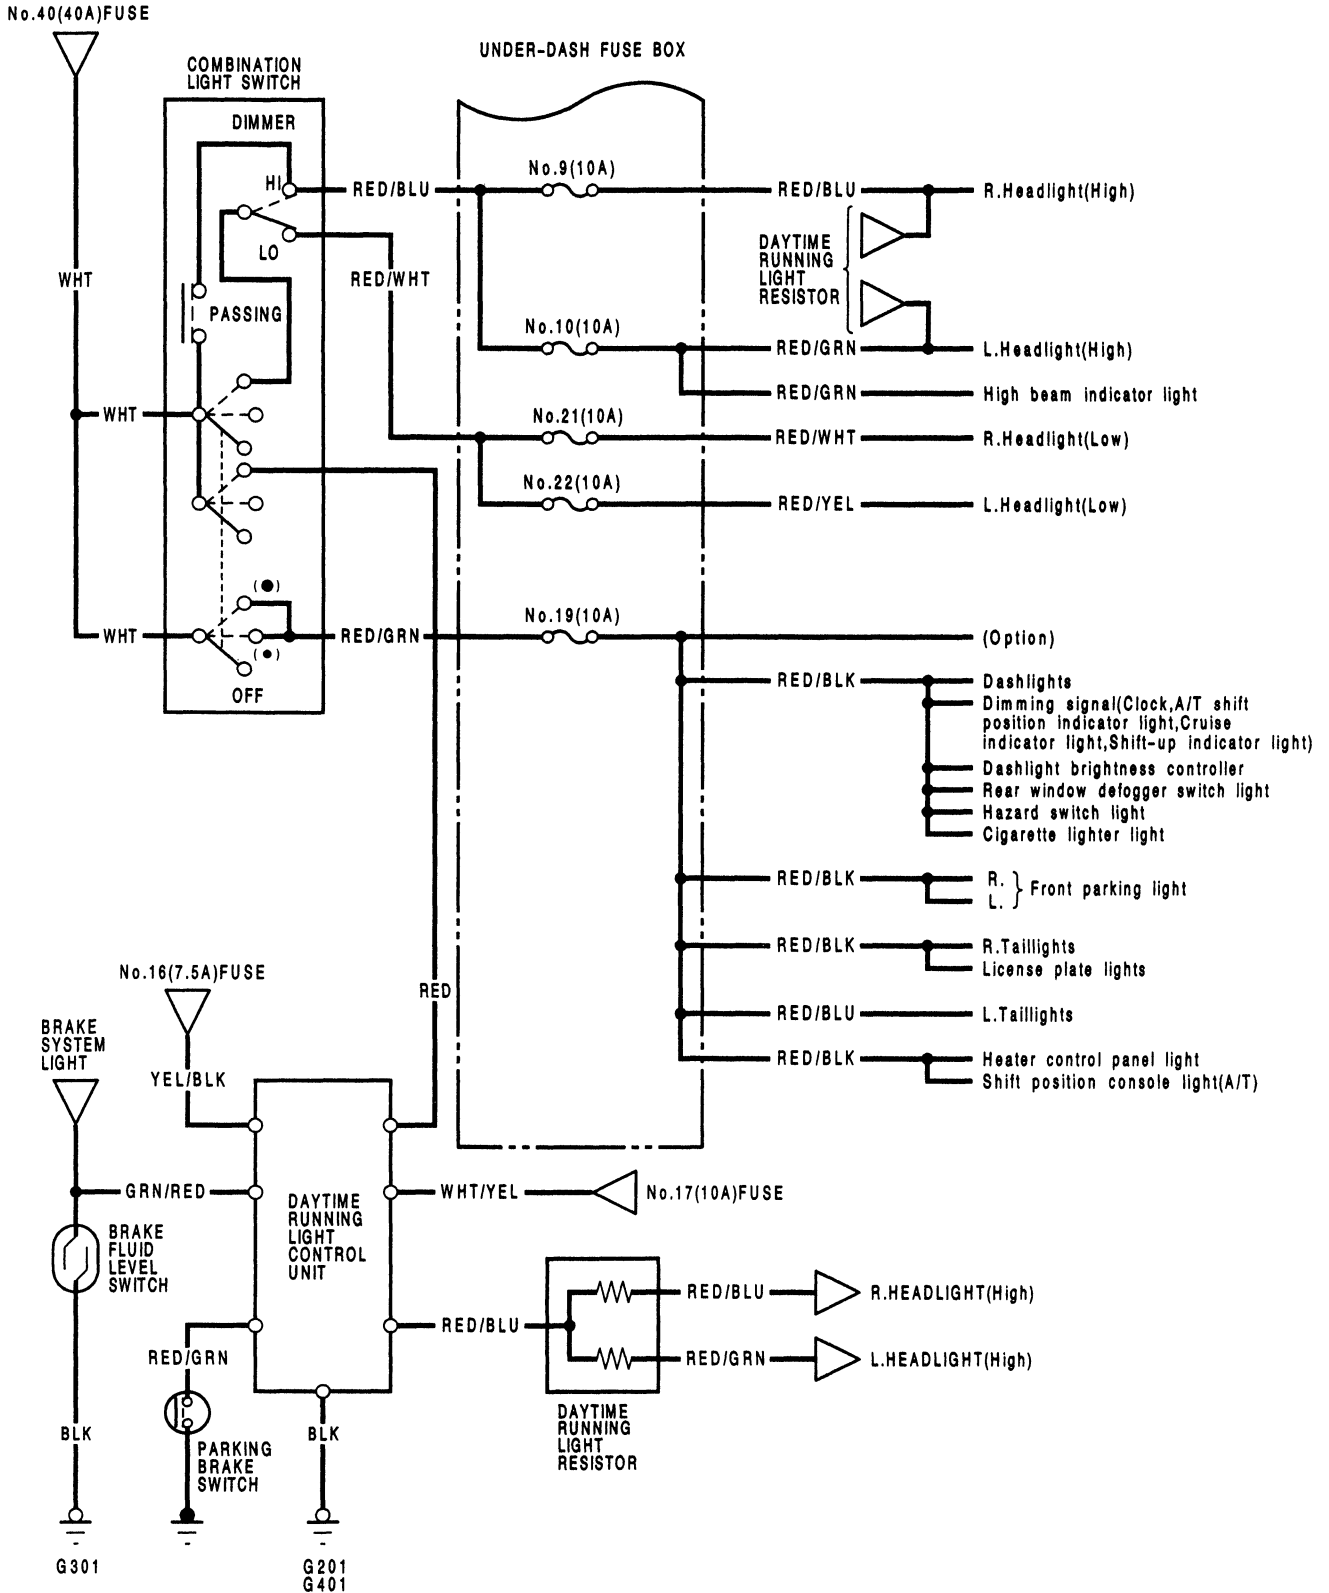 No.40(40A)FUSE
UNDER-DASH FUSE BOX
COMBINATION
LIGHT SWITCH
DIMMER
HI
LO
PASSING
WHT
WHT
WHT
OFF
RED/BLU
RED/WHT
RED/GRN
RED
No.9(10A)
No.10(10A)
No.21(10A)
No.22(10A)
No.19(10A)
RED/BLU
R.Headlight(High)
DAYTIME
RUNNING
LIGHT
RESISTOR
RED/GRN
L.Headlight(High)
RED/GRN
High beam indicator light
RED/WHT
R.Headlight(Low)
RED/YEL
L.Headlight(Low)
(Option)
RED/BLK
Dashlights
Dimming signal(Clock,A/T shift
position indicator light,Cruise
indicator light,Shift-up indicator light)
Dashlight brightness controller
Rear window defogger switch light
Hazard switch light
Cigarette lighter light
RED/BLK
R.
L.
Front parking light
RED/BLK
R.Taillights
License plate lights
RED/BLU
L.Taillights
RED/BLK
Heater control panel light
Shift position console light(A/T)
No.16(7.5A)FUSE
BRAKE
SYSTEM
LIGHT
YEL/BLK
GRN/RED
BRAKE
FLUID
LEVEL
SWITCH
DAYTIME
RUNNING
LIGHT
CONTROL
UNIT
WHT/YEL
No.17(10A)FUSE
RED/BLU
RED/BLU
R.HEADLIGHT(High)
RED/GRN
L.HEADLIGHT(High)
DAYTIME
RUNNING
LIGHT
RESISTOR
RED/GRN
PARKING
BRAKE
SWITCH
BLK
BLK
G301
G201
G401